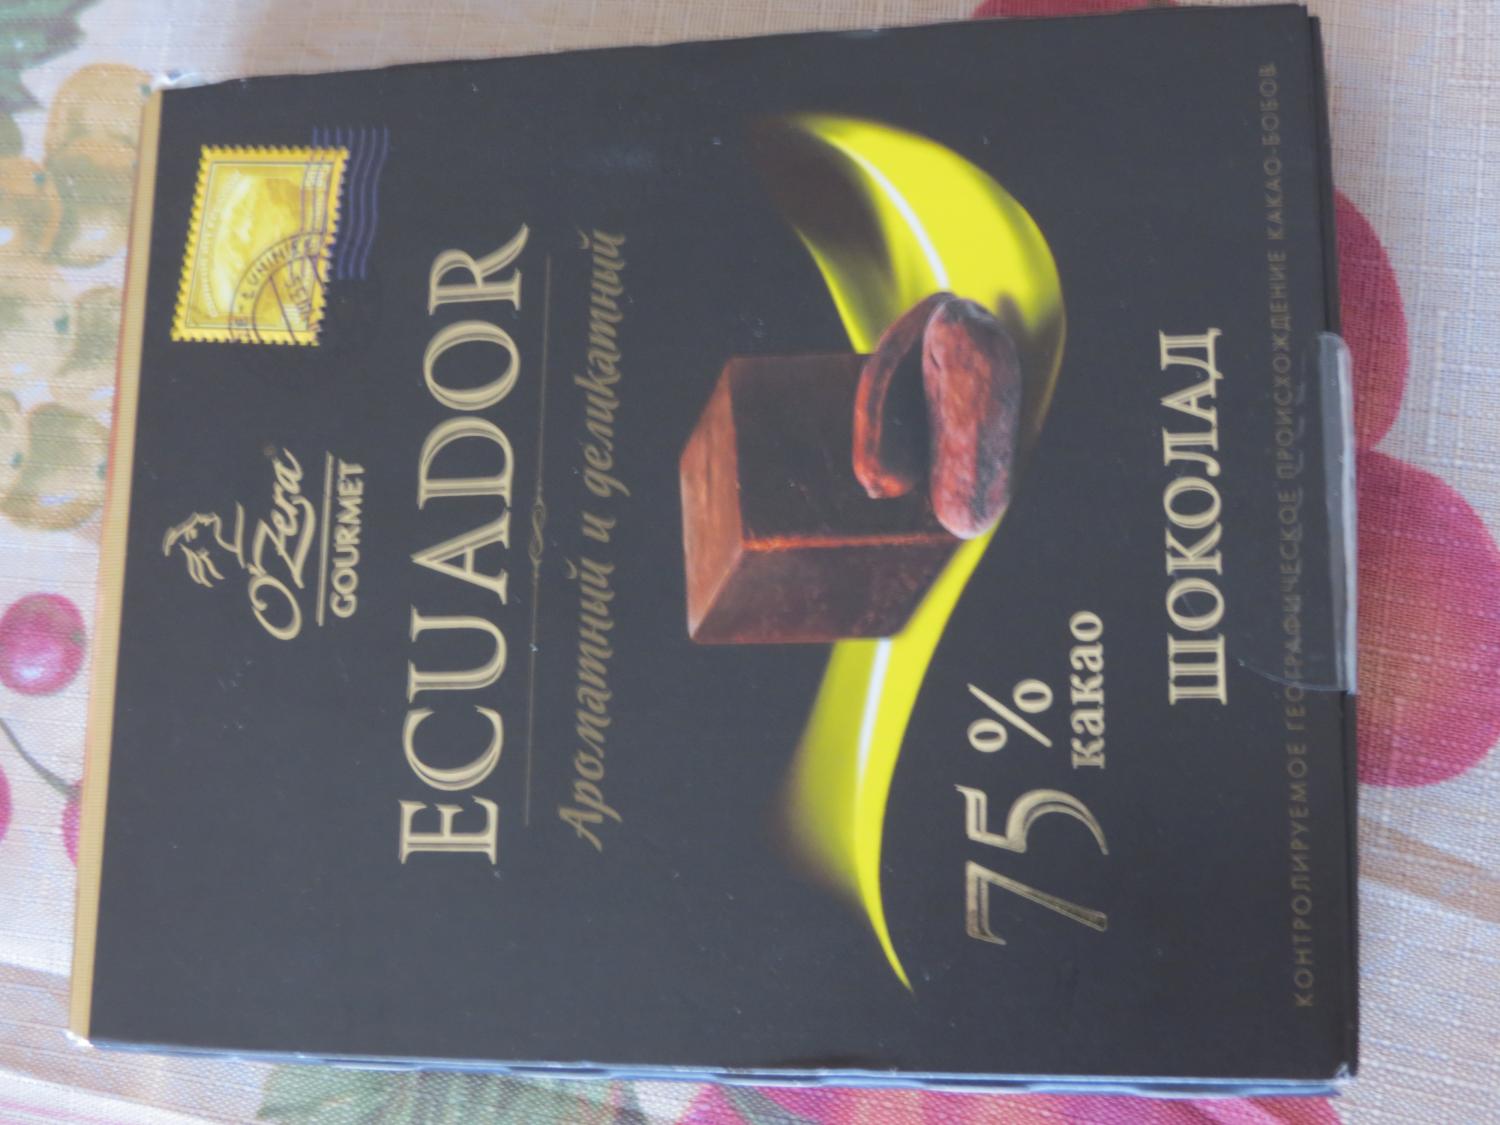 O'Zera®
GOURMET
ECUADOR
Ароматный и деликатный
75%
какао
ШОКОЛАД
КОНТРОЛИРУЕМОЕ ГЕОГРАФИЧЕСКОЕ ПРОИСХОЖДЕНИЕ КАКАО-БОБОВ